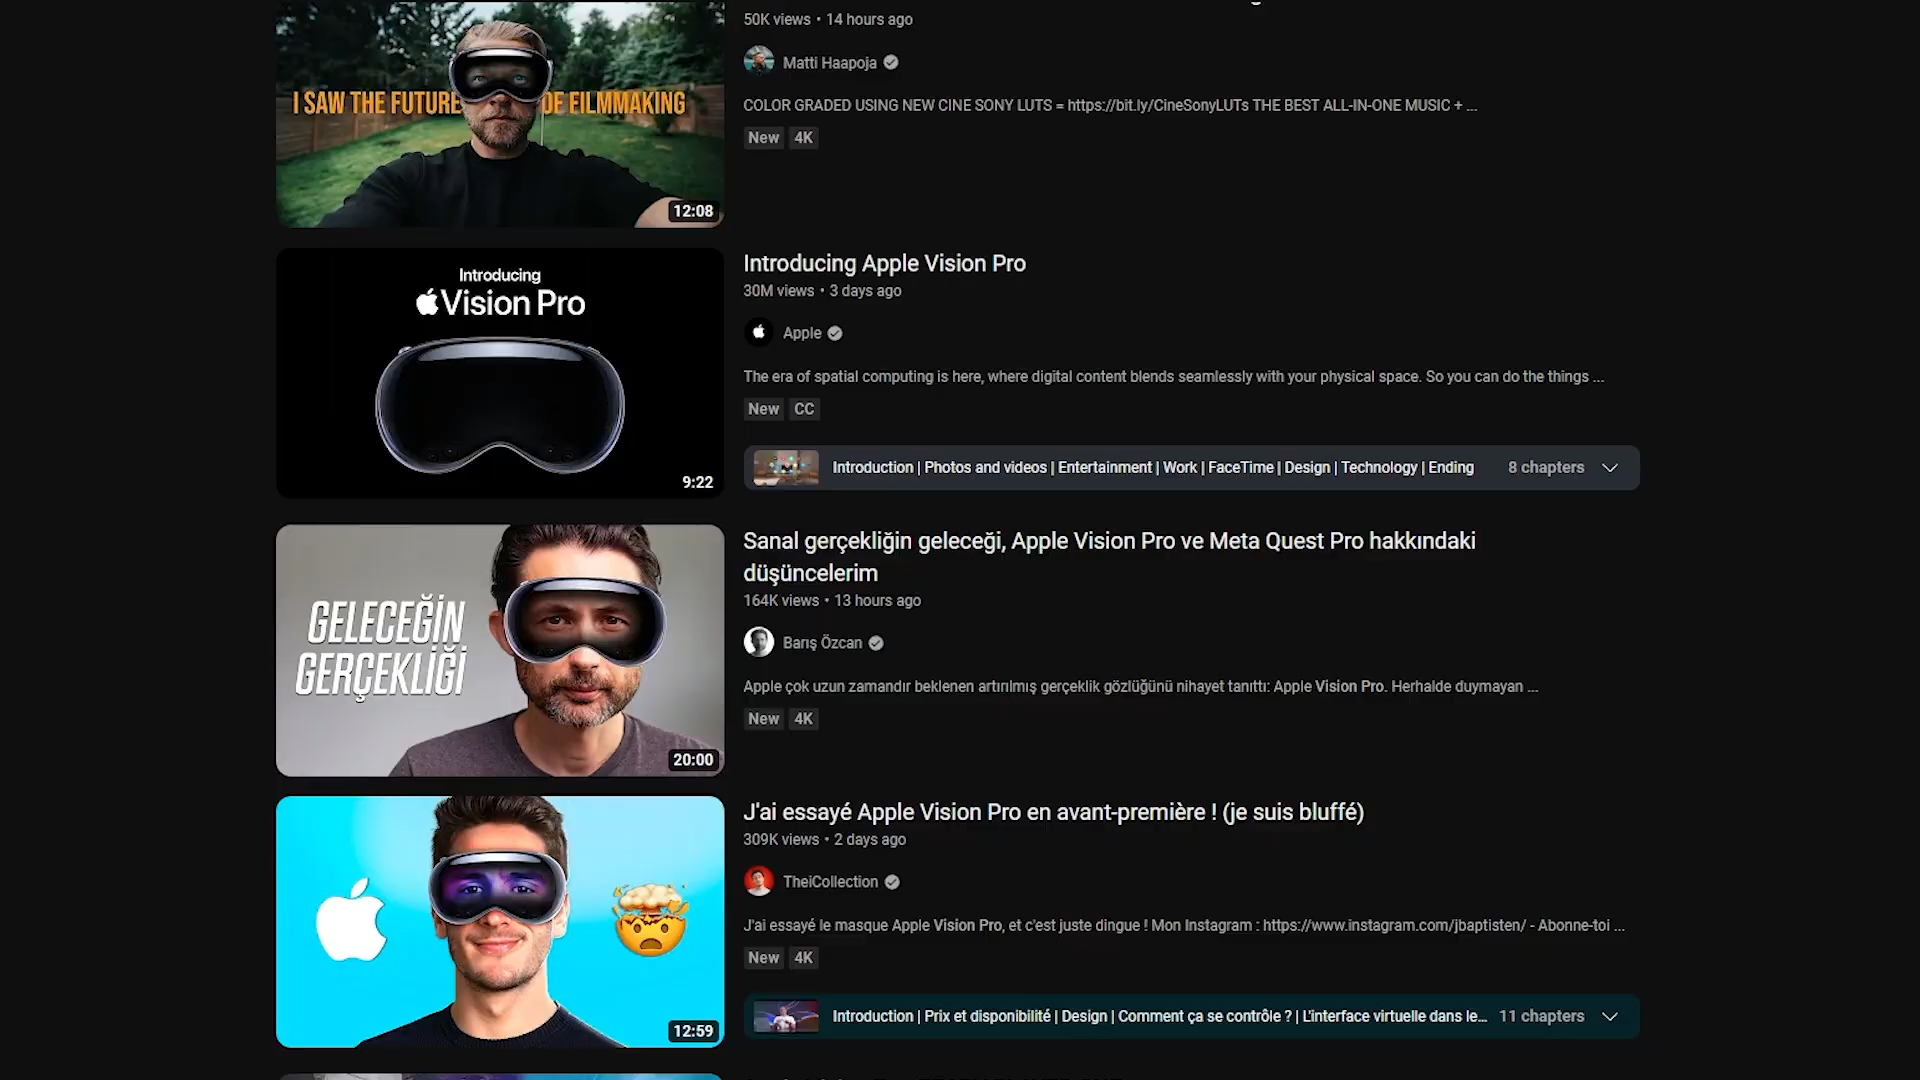 50K views • 14 hours ago
Matti Haapoja
I SAW THE FUTURE OF FILMMAKING
COLOR GRADED USING NEW CINE SONY LUTS = https://bit.ly/CineSonyLUTs THE BEST ALL-IN-ONE MUSIC + ...
New 4K
12:08
Introducing
Vision Pro
9:22
Introducing Apple Vision Pro
30M views • 3 days ago
Apple
The era of spatial computing is here, where digital content blends seamlessly with your physical space. So you can do the things ...
New CC
Introduction | Photos and videos | Entertainment | Work | FaceTime | Design | Technology | Ending 8 chapters
GELECEĞİN
GERÇEKLİĞİ
20:00
Sanal gerçekliğin geleceği, Apple Vision Pro ve Meta Quest Pro hakkındaki
düşüncelerim
164K views • 13 hours ago
Barış Özcan
Apple çok uzun zamandır beklenen artırılmış gerçeklik gözlüğünü nihayet tanıttı: Apple Vision Pro. Herhalde duymayan ...
New 4K
12:59
J'ai essayé Apple Vision Pro en avant-première ! (je suis bluffé)
309K views • 2 days ago
TheiCollection
J'ai essayé le masque Apple Vision Pro, et c'est juste dingue ! Mon Instagram : https://www.instagram.com/jbaptisten/ - Abonne-toi ...
New 4K
Introduction | Prix et disponibilité | Design | Comment ça se contrôle ? | L'interface virtuelle dans le... 11 chapters